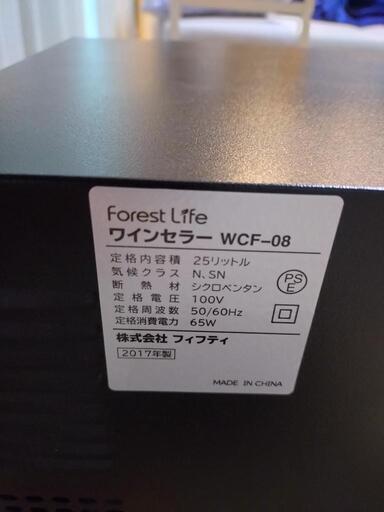 Forest Life
ワインセラー WCF-08
定格内容積 25リットル
気候クラス N、SN
断熱材 シクロペンタン
定格電圧 100V
定格周波数 50/60Hz
定格消費電力 65W
PSE
株式会社 フィフティ
2017年製
MADE IN CHINA